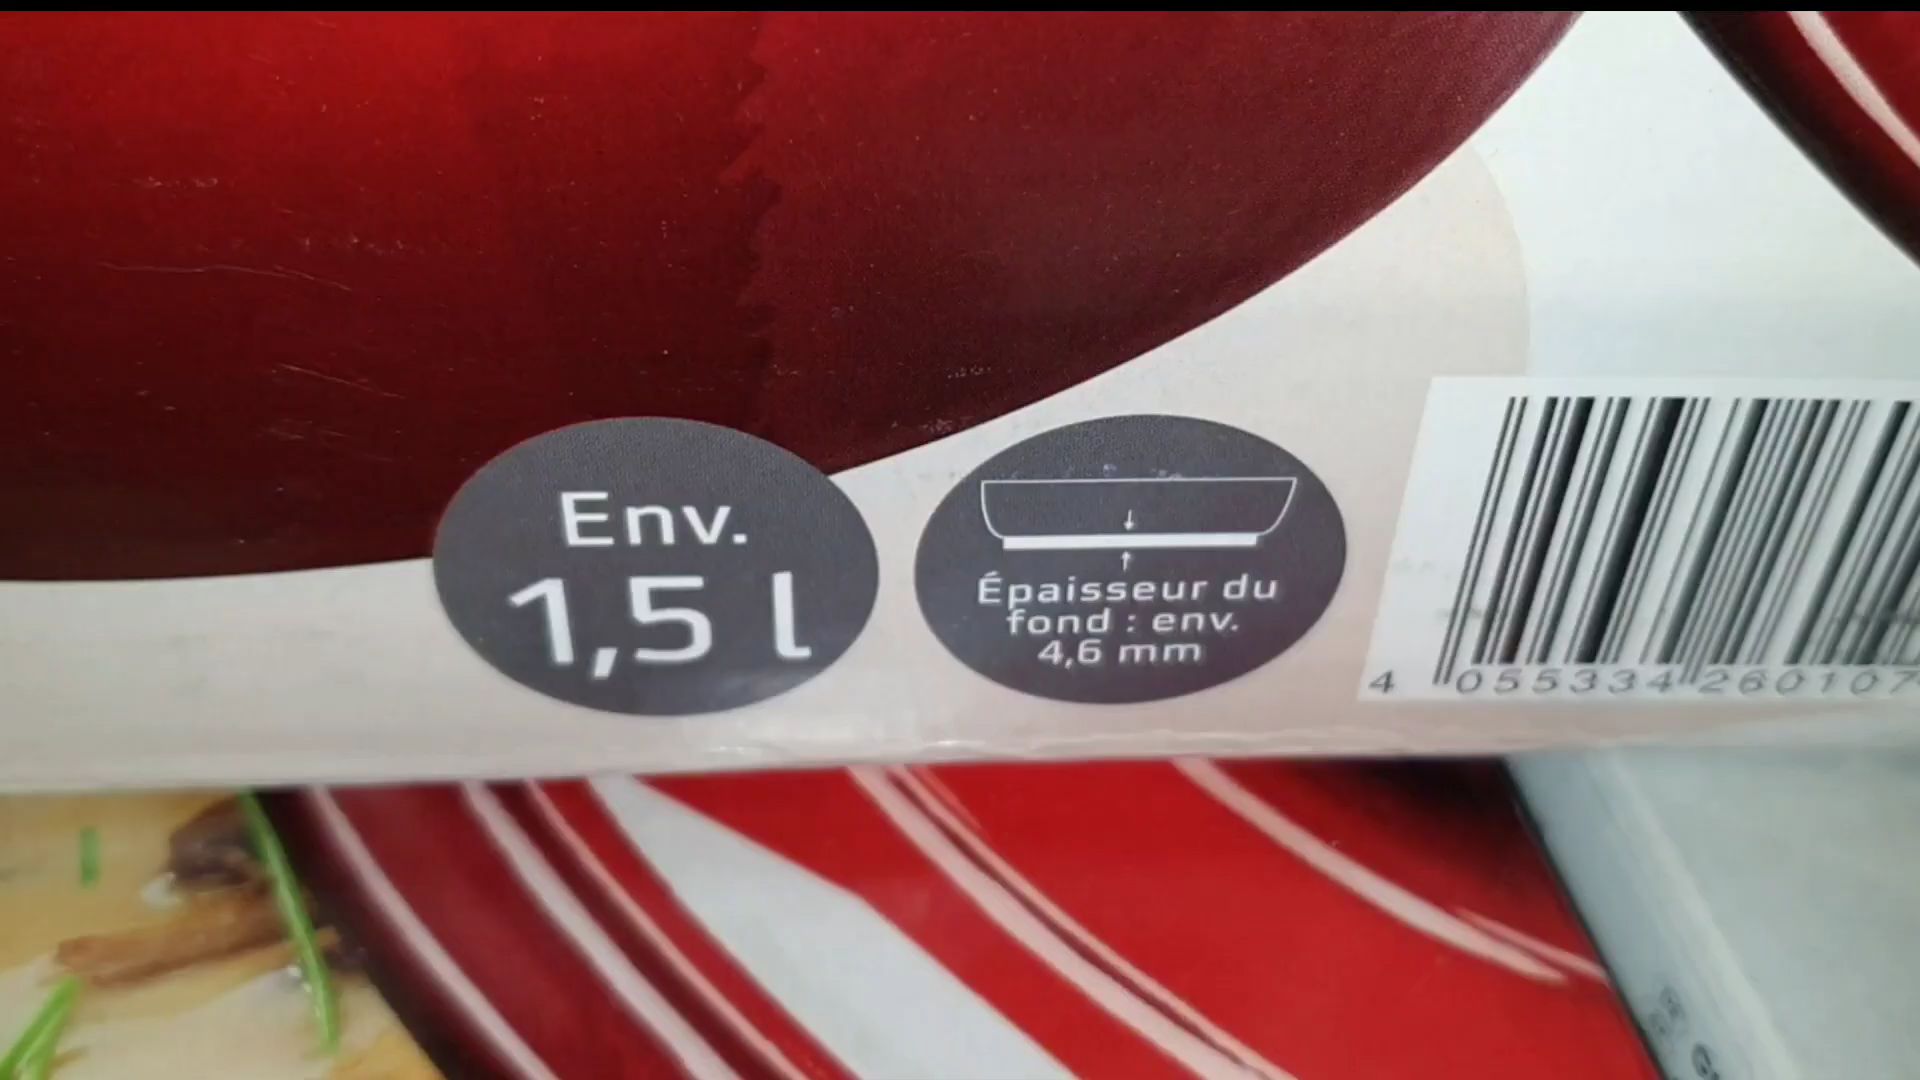 Env.
1,5 l
Épaisseur du
fond : env.
4,6 mm
4 055334 260107